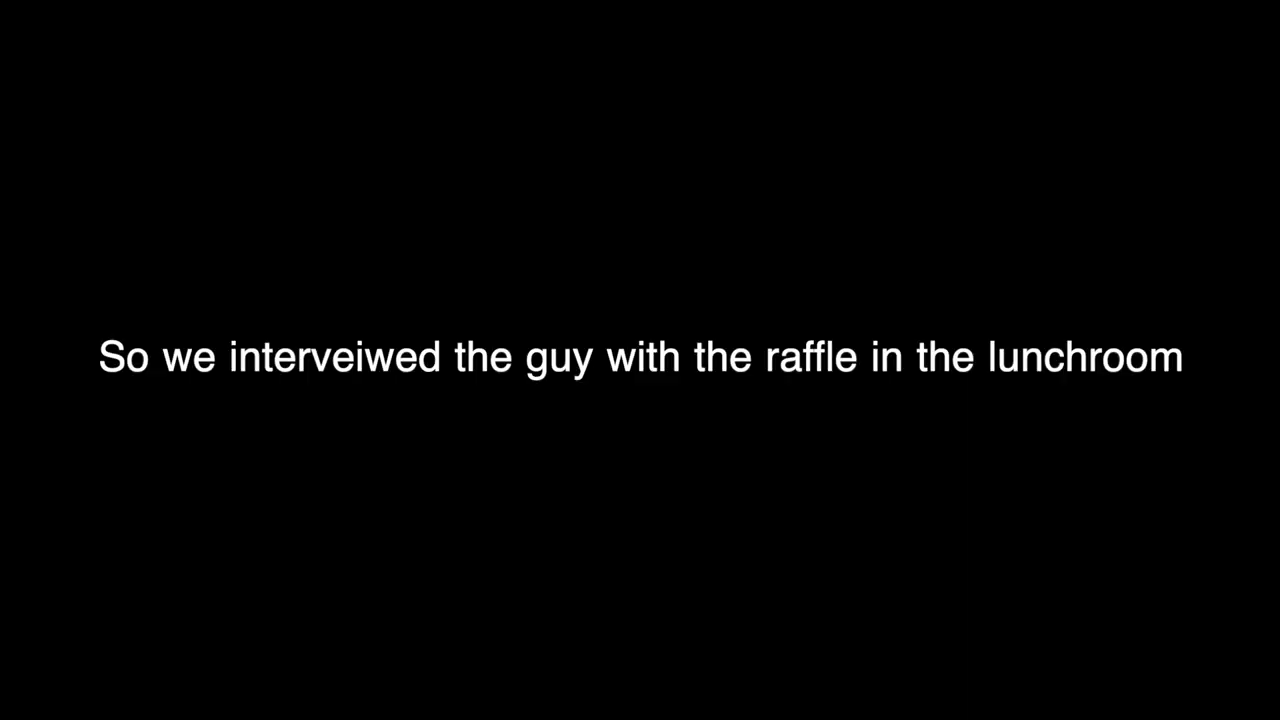 So we interveiwed the guy with the raffle in the lunchroom